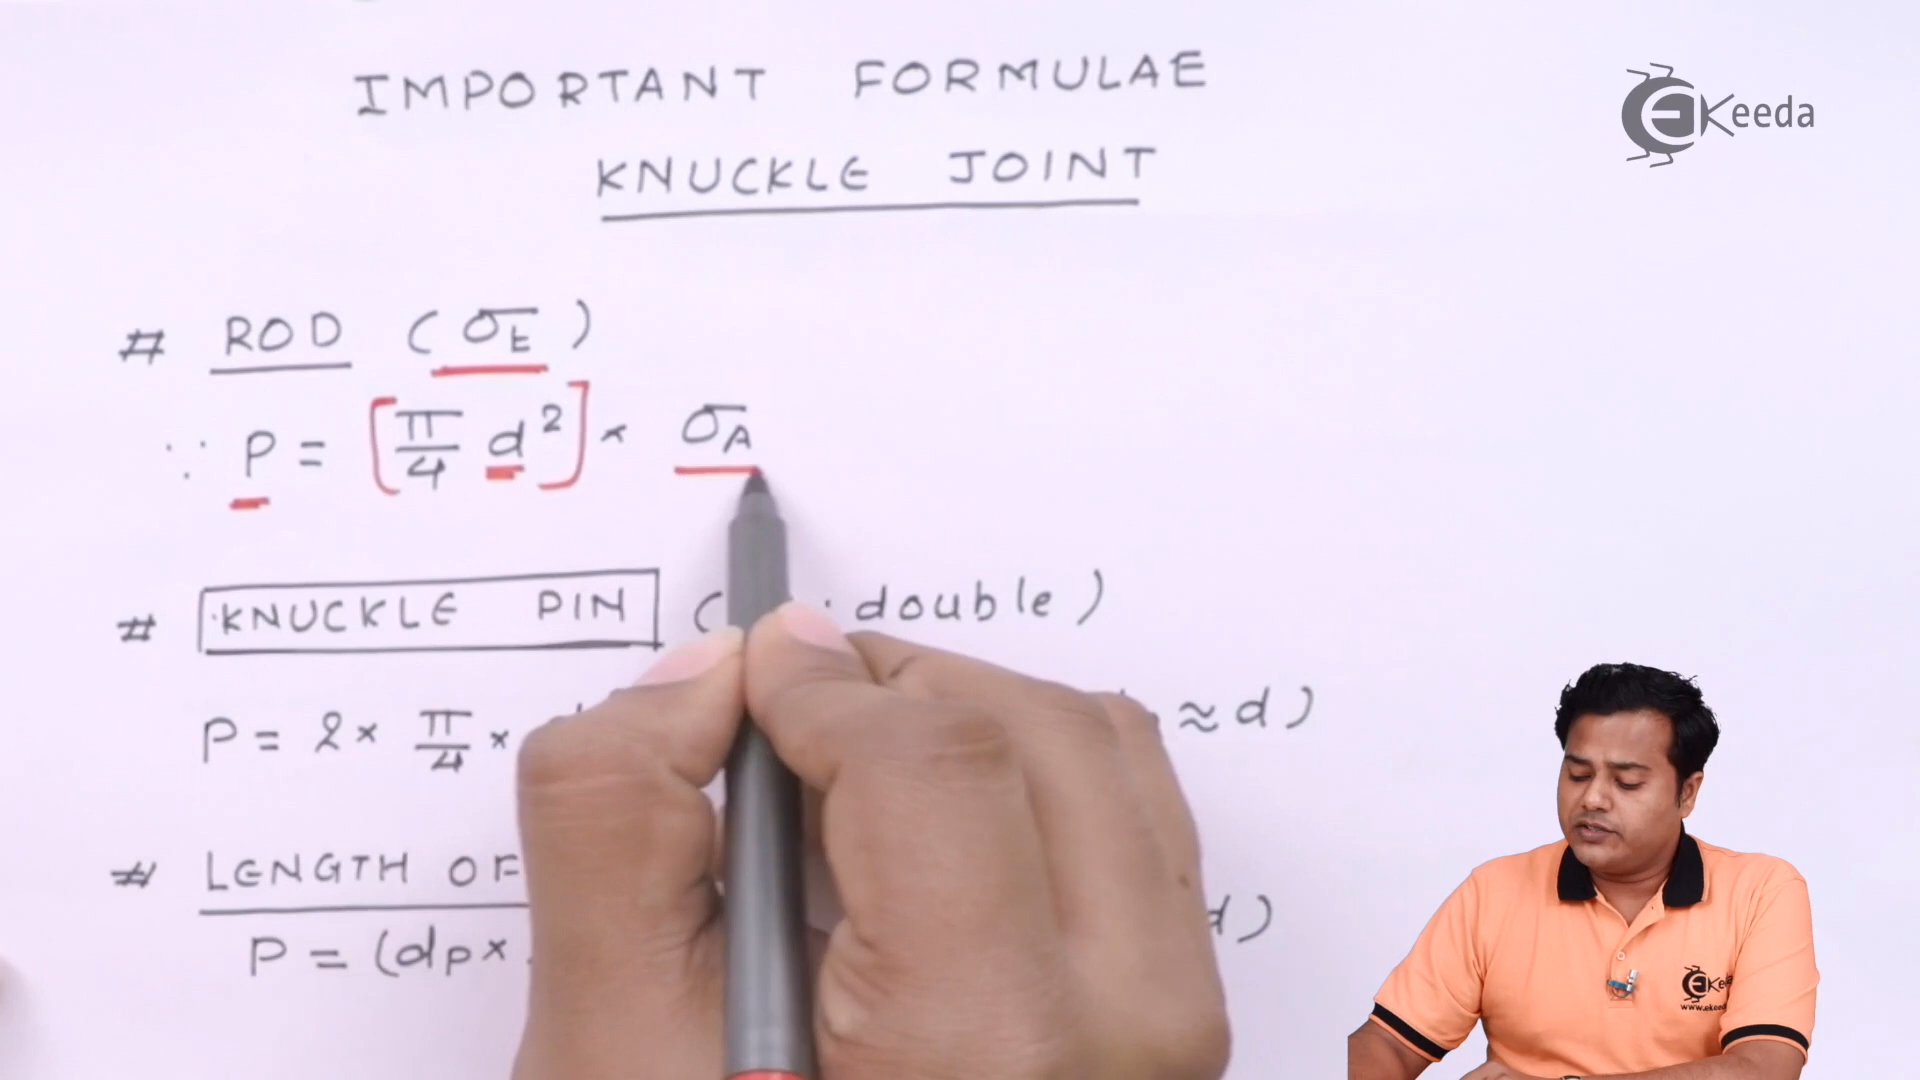 IMPORTANT FORMULAE
EKeeda
KNUCKLE JOINT
# ROD (σt)
∵ P = [π/4 d²] × σA
# KNUCKLE PIN ( double )
P = 2 × π/4 × ≈ d )
# LENGTH OF d )
P = (dp ×